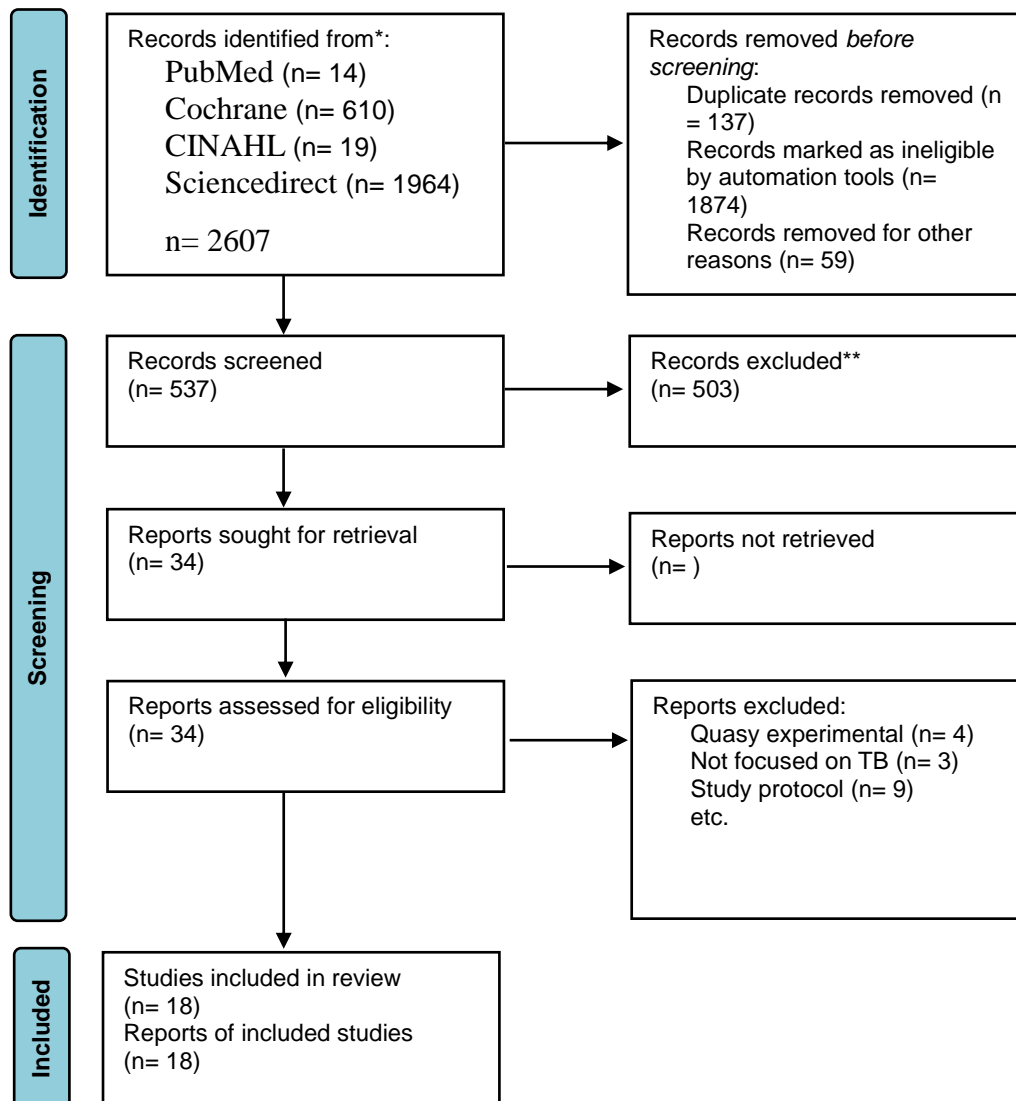 Identification
Records identified from*:
PubMed (n= 14)
Cochrane (n= 610)
CINAHL (n= 19)
Sciencedirect (n= 1964)
n= 2607
Records removed before
screening:
Duplicate records removed (n
= 137)
Records marked as ineligible
by automation tools (n=
1874)
Records removed for other
reasons (n= 59)
Screening
Records screened
(n= 537)
Records excluded**
(n= 503)
Reports sought for retrieval
(n= 34)
Reports not retrieved
(n= )
Reports assessed for eligibility
(n= 34)
Reports excluded:
Quasy experimental (n= 4)
Not focused on TB (n= 3)
Study protocol (n= 9)
etc.
Included
Studies included in review
(n= 18)
Reports of included studies
(n= 18)